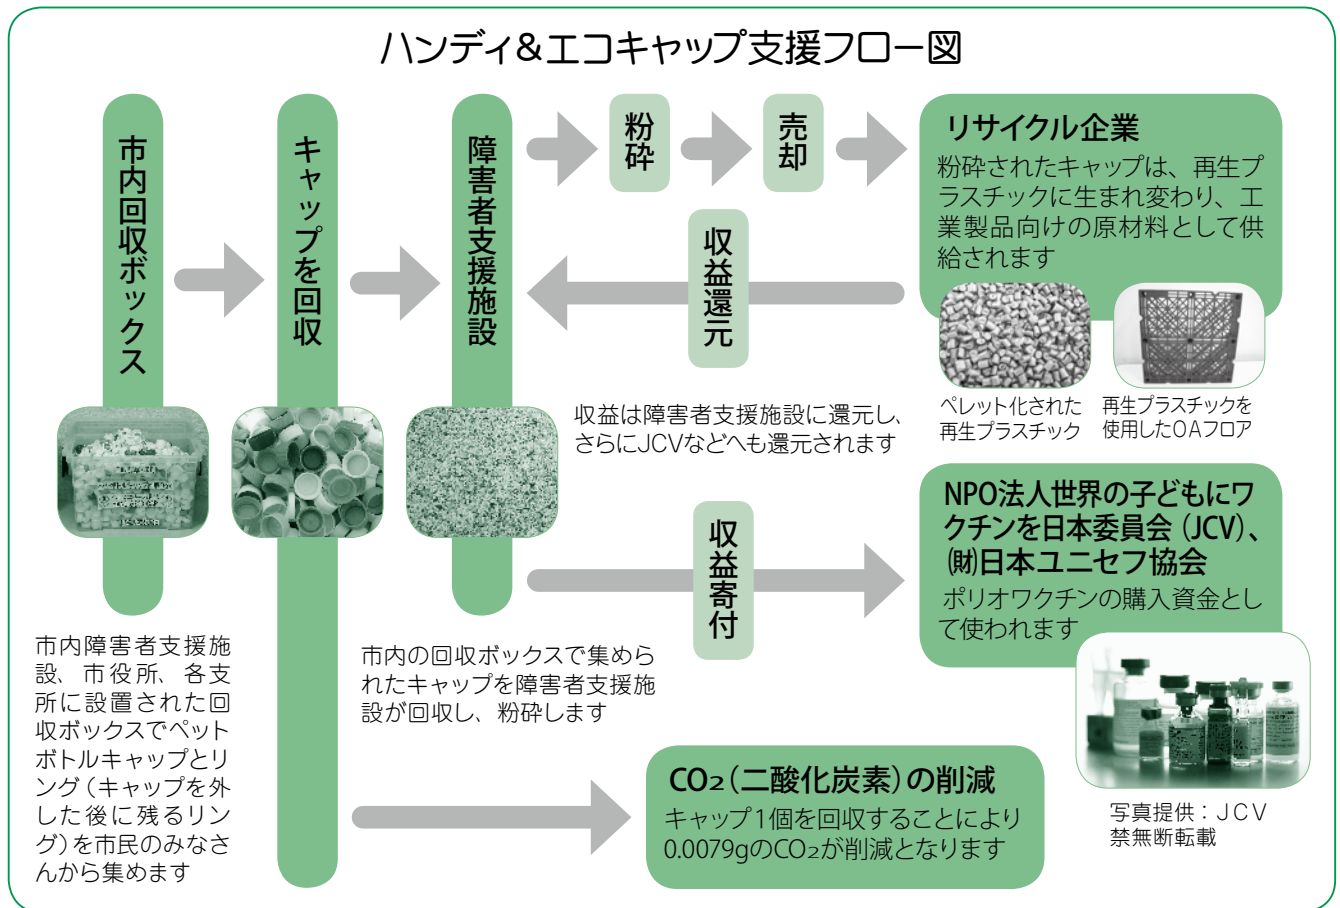 ハンディ&エコキャップ支援フロー図
市内回収ボックス
キャップを回収
障害者支援施設
粉砕
売却
リサイクル企業
粉砕されたキャップは、再生プ
ラスチックに生まれ変わり、工
業製品向けの原材料として供
給されます
収益還元
ペレット化された
再生プラスチック
再生プラスチックを
使用したOAフロア
収益は障害者支援施設に還元し、
さらにJCVなどへも還元されます
収益寄付
NPO法人世界の子どもにワ
クチンを日本委員会(JCV)、
㈶日本ユニセフ協会
ポリオワクチンの購入資金とし
て使われます
写真提供：JCV
禁無断転載
市内障害者支援施
設、市役所、各支
所に設置された回
収ボックスでペット
ボトルキャップとリ
ング(キャップを外
した後に残るリン
グ)を市民のみなさ
んから集めます
市内の回収ボックスで集めら
れたキャップを障害者支援施
設が回収し、粉砕します
CO₂(二酸化炭素)の削減
キャップ1個を回収することにより
0.0079gのCO₂が削減となります